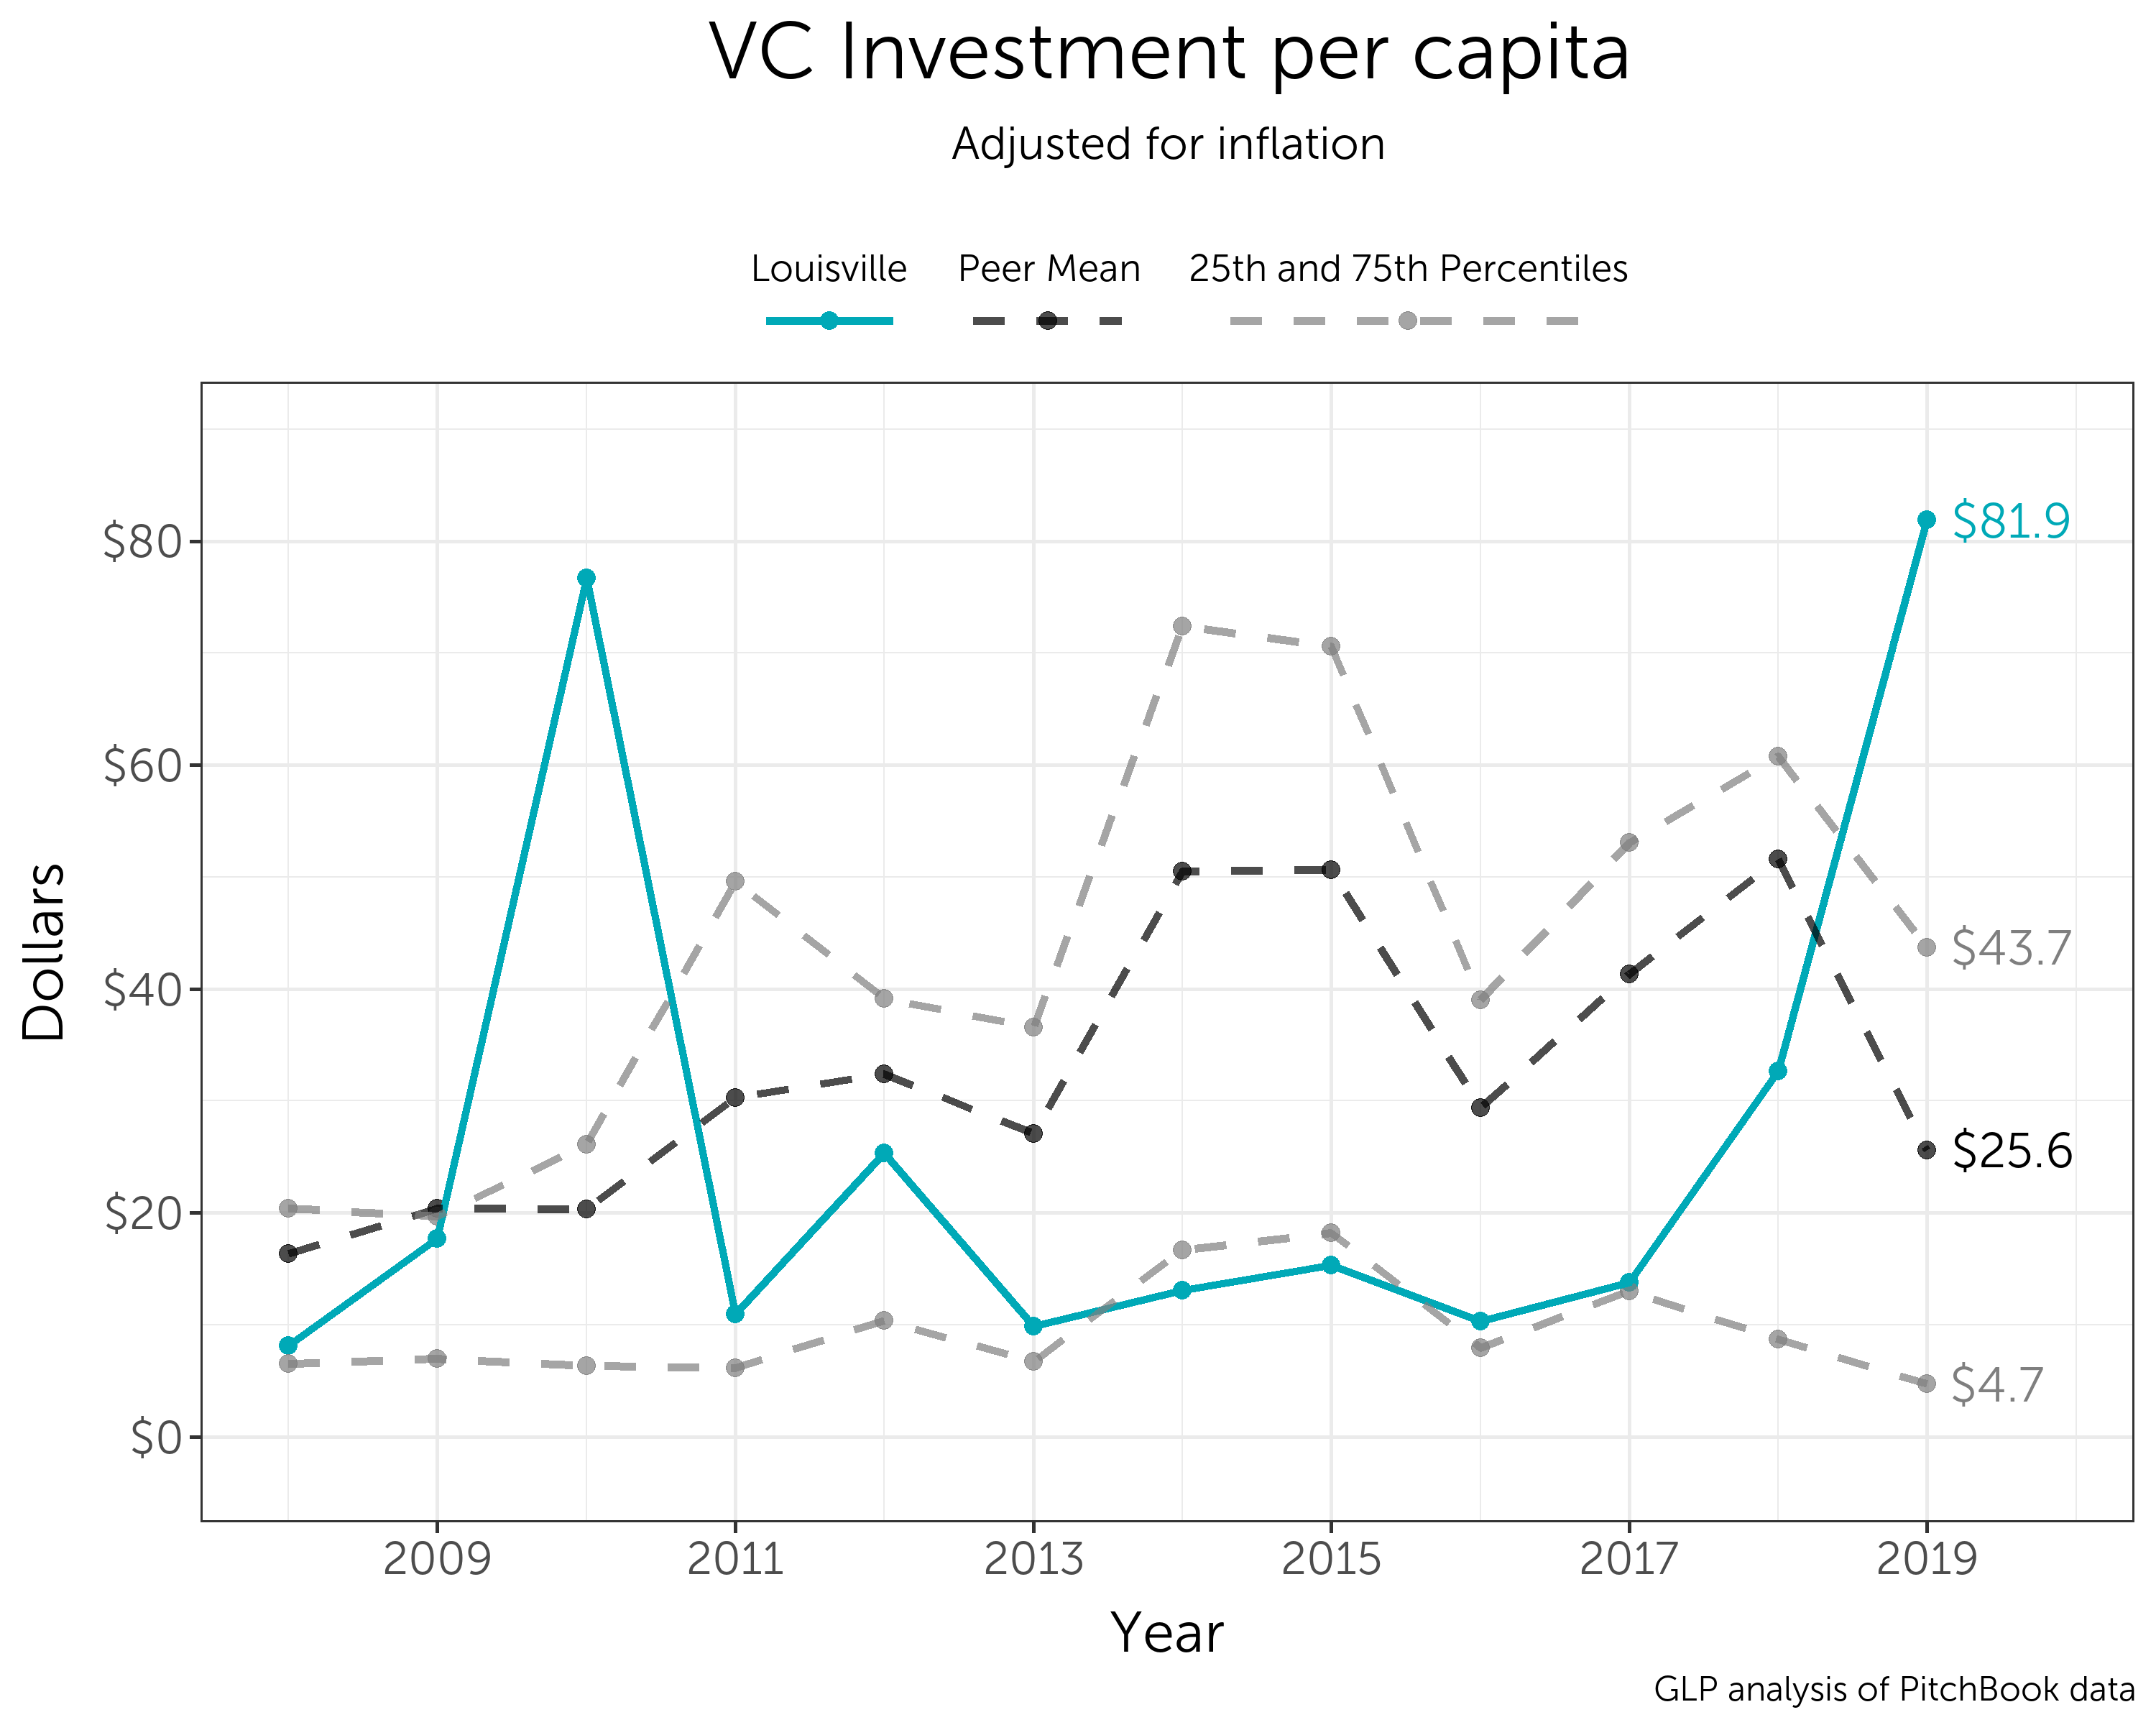 VC Investment per capita
Adjusted for inflation
Louisville Peer Mean 25th and 75th Percentiles
$80
$60
$40
$20
$0
Dollars
$81.9
$43.7
$25.6
$4.7
2009 2011 2013 2015 2017 2019
Year
GLP analysis of PitchBook data